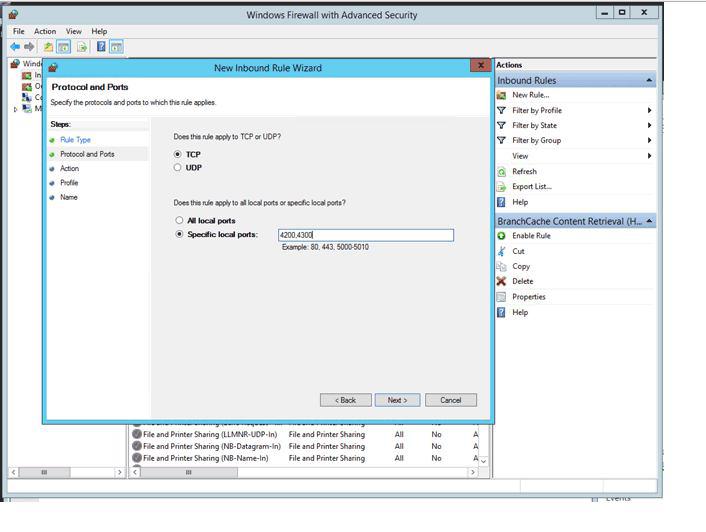 Windows Firewall with Advanced Security
File Action View Help
New Inbound Rule Wizard
Protocol and Ports
Specify the protocols and ports to which this rule applies.
Steps:
Rule Type
Protocol and Ports
Action
Profile
Name
Does this rule apply to TCP or UDP?
TCP
UDP
Does this rule apply to all local ports or specific local ports?
All local ports
Specific local ports:
4200,4300
Example: 80, 443, 5000-5010
< Back
Next >
Cancel
File and Printer Sharing (LLMNR-UDP-In) File and Printer Sharing All No A
File and Printer Sharing (NB-Datagram-In) File and Printer Sharing All No A
File and Printer Sharing (NB-Name-In) File and Printer Sharing All No A
Actions
Inbound Rules
New Rule...
Filter by Profile
Filter by State
Filter by Group
View
Refresh
Export List...
Help
BranchCache Content Retrieval (H...
Enable Rule
Cut
Copy
Delete
Properties
Help